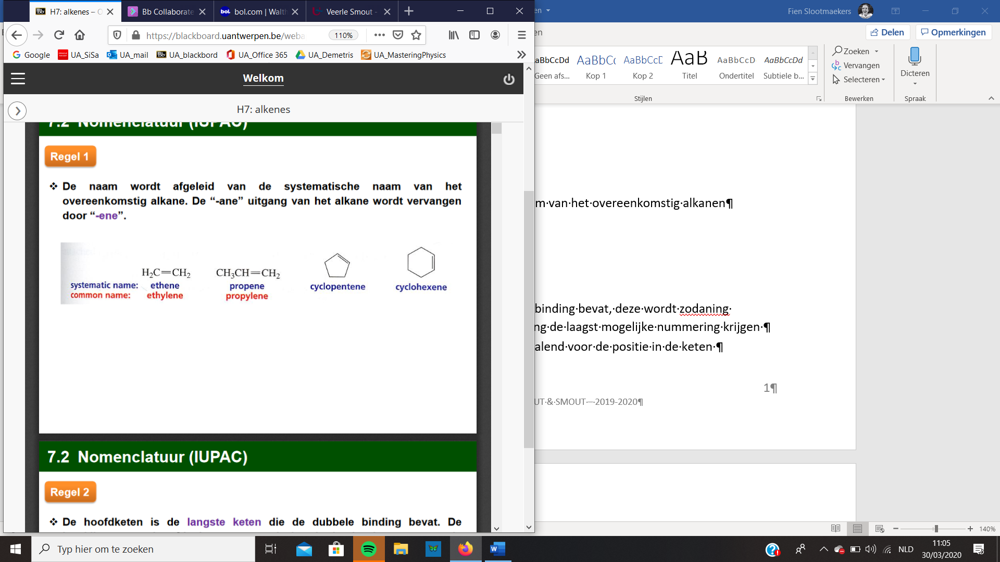 H7: alkenes – O
Bb Collaborate
bol.com | Walth
Veerle Smout -
en
Fien Slootmaekers
https://blackboard.uantwerpen.be/weba
110%
en
Delen
Opmerkingen
Google
UA_SiSa
UA_mail
UA_blackbord
UA_Office 365
UA_Demetris
UA_MasteringPhysics
aBbCcDd
AaBbCc
AaBbCcD
AaB
AaBbCcD
AaBbCcDd
Geen afs...
Kop 1
Kop 2
Titel
Ondertitel
Subtiele b...
Stijlen
Zoeken
Vervangen
Selecteren
Bewerken
Dicteren
Spraak
Welkom
H7: alkenes
7.2 Nomenclatuur (IUPAC)
Regel 1
❖ De naam wordt afgeleid van de systematische naam van het
overeenkomstig alkane. De “-ane” uitgang van het alkane wordt vervangen
door “-ene”.
H₂C=CH₂
CH₃CH=CH₂
systematic name: ethene propene cyclopentene cyclohexene
common name: ethylene propylene
7.2 Nomenclatuur (IUPAC)
Regel 2
❖ De hoofdketen is de langste keten die de dubbele binding bevat. De
m·van·het·overeenkomstig·alkanen¶
binding·bevat,·deze·wordt·zodaning·
ng·de·laagst·mogelijke·nummering·krijgen·¶
alend·voor·de·positie·in·de·keten·¶
1¶
UT·&·SMOUT·–·2019-2020¶
140%
Typ hier om te zoeken
NLD
11:05
30/03/2020